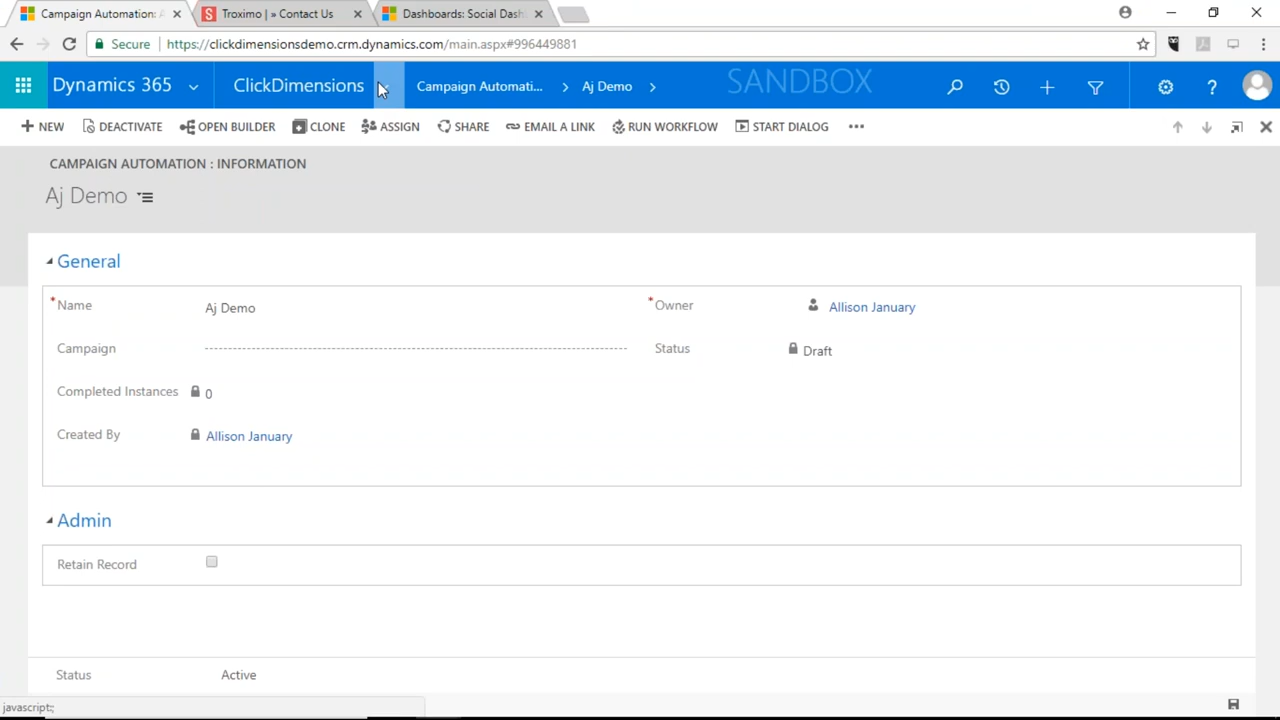 Campaign Automation: A
Troximo | » Contact Us
Dashboards: Social Dash
Secure
https://clickdimensionsdemo.crm.dynamics.com/main.aspx#996449881
Dynamics 365
ClickDimensions
Campaign Automati...
Aj Demo
SANDBOX
NEW
DEACTIVATE
OPEN BUILDER
CLONE
ASSIGN
SHARE
EMAIL A LINK
RUN WORKFLOW
START DIALOG
CAMPAIGN AUTOMATION : INFORMATION
Aj Demo
General
* Name
Aj Demo
* Owner
Allison January
Campaign
Status
Draft
Completed Instances
0
Created By
Allison January
Admin
Retain Record
Status
Active
javascript:;